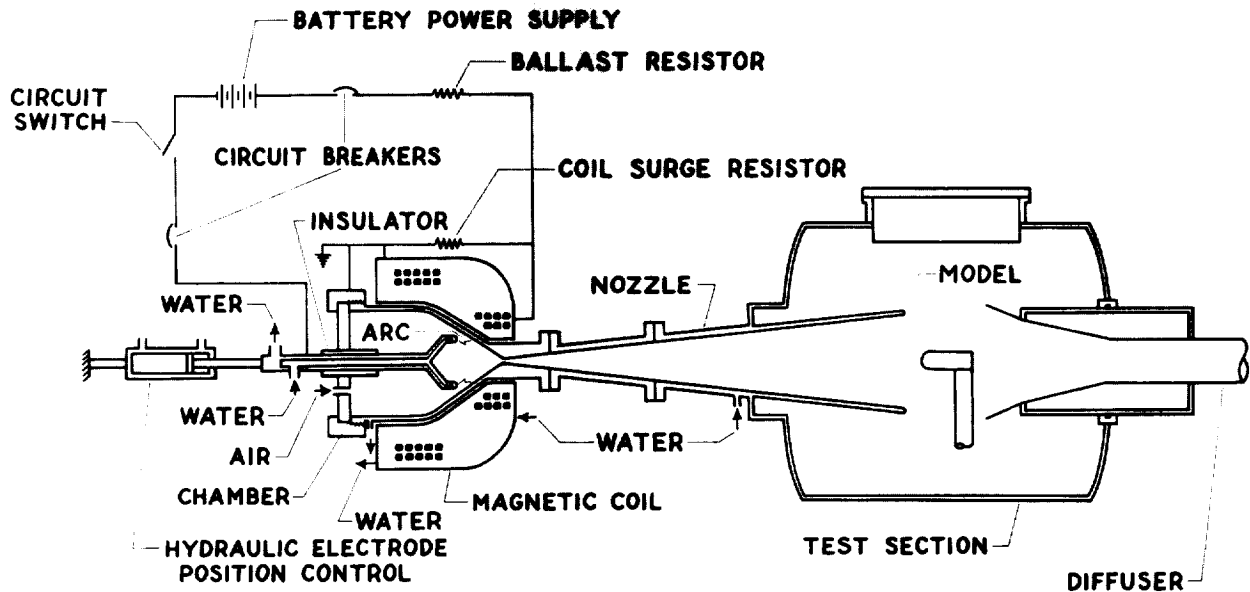 BATTERY POWER SUPPLY
BALLAST RESISTOR
CIRCUIT
SWITCH
CIRCUIT BREAKERS
COIL SURGE RESISTOR
INSULATOR
MODEL
NOZZLE
WATER
ARC
WATER
WATER
AIR
CHAMBER
MAGNETIC COIL
WATER
HYDRAULIC ELECTRODE
POSITION CONTROL
TEST SECTION
DIFFUSER